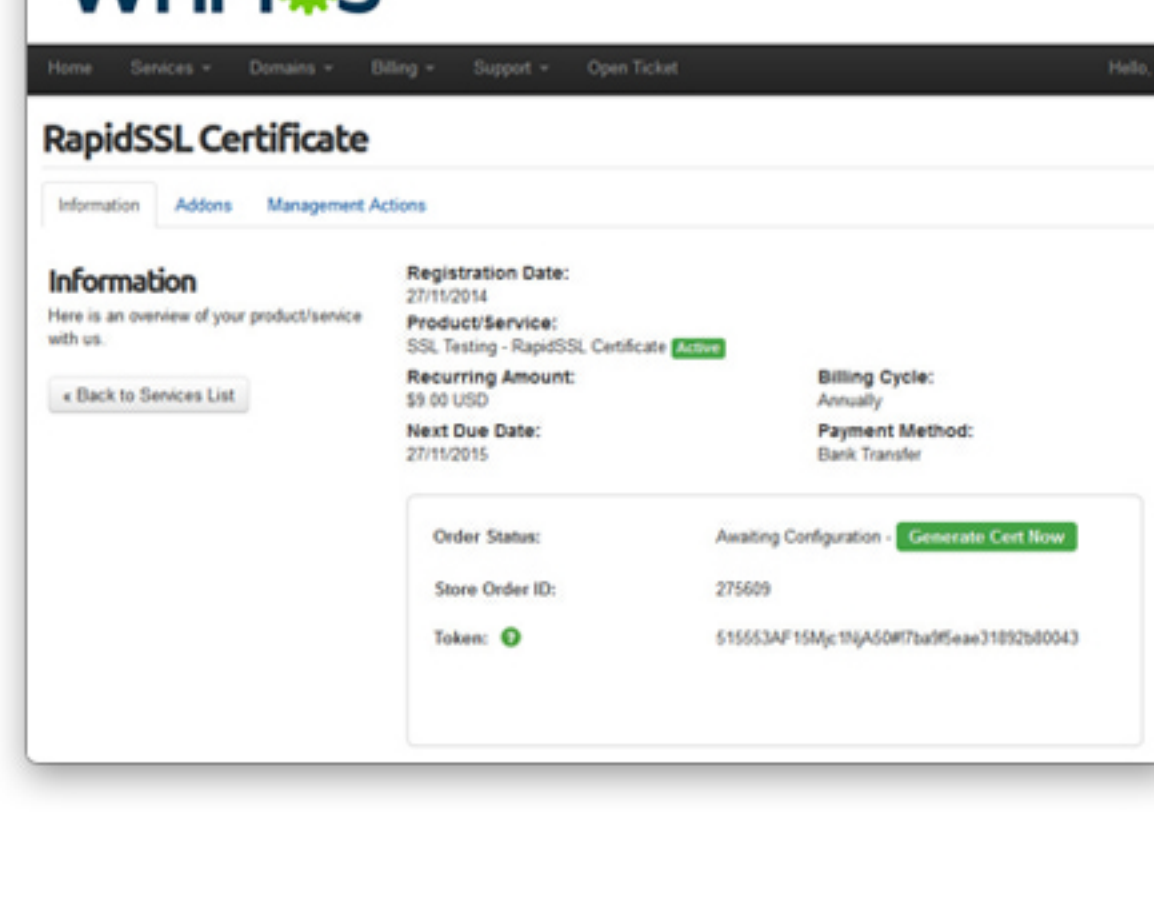 Home Services Domains Billing Support Open Ticket Hello,
RapidSSL Certificate
Information Addons Management Actions
Information
Here is an overview of your product/service
with us.
« Back to Services List
Registration Date:
27/11/2014
Product/Service:
SSL Testing - RapidSSL Certificate Active
Recurring Amount:
$9.00 USD
Billing Cycle:
Annually
Next Due Date:
27/11/2015
Payment Method:
Bank Transfer
Order Status: Awaiting Configuration - Generate Cert Now
Store Order ID: 275609
Token: ?